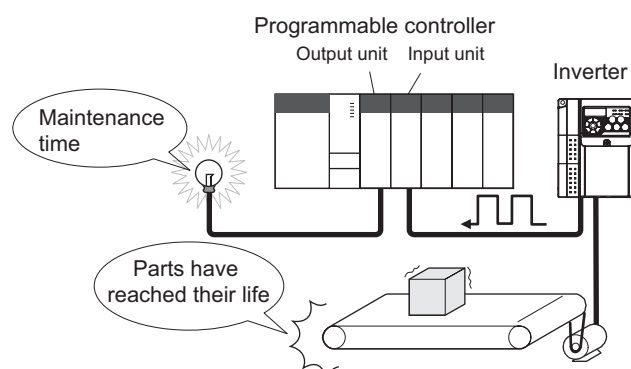 Programmable controller
Output unit Input unit
Inverter
Maintenance
time
Parts have
reached their life